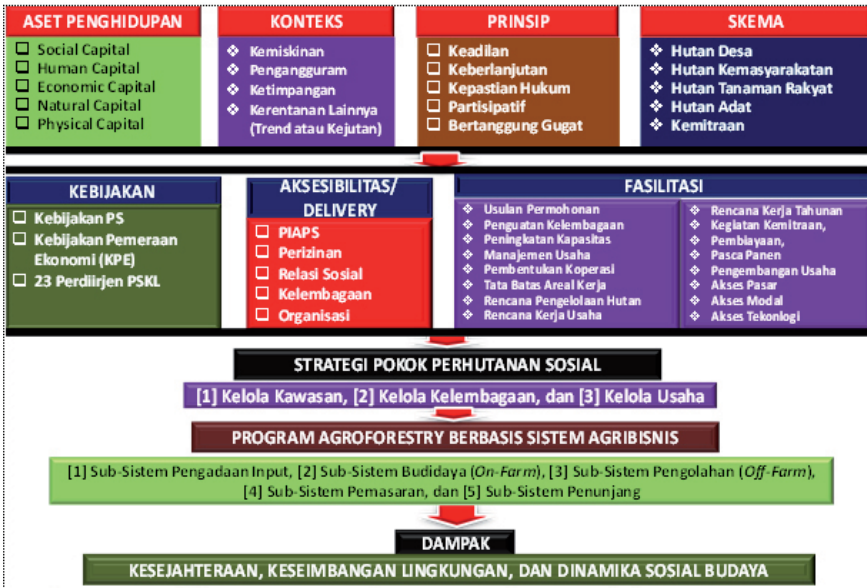 ASET PENGHIDUPAN
Social Capital
Human Capital
Economic Capital
Natural Capital
Physical Capital
KONTEKS
Kemiskinan
Pengangguram
Ketimpangan
Kerentanan Lainnya
(Trend atau Kejutan)
PRINSIP
Keadilan
Keberlanjutan
Kepastian Hukum
Partisipatif
Bertanggung Gugat
SKEMA
Hutan Desa
Hutan Kemasyarakatan
Hutan Tanaman Rakyat
Hutan Adat
Kemitraan
KEBIJAKAN
Kebijakan PS
Kebijakan Pemeraan
Ekonomi (KPE)
23 Perdiirjen PSKL
AKSESIBILITAS/
DELIVERY
PIAPS
Perizinan
Relasi Sosial
Kelembagaan
Organisasi
FASILITASI
Usulan Permohonan
Penguatan Kelembagaan
Peningkatan Kapasitas
Manajemen Usaha
Pembentukan Koperasi
Tata Batas Areal Kerja
Rencana Pengelolaan Hutan
Rencana Kerja Usaha
Rencana Kerja Tahunan
Kegiatan Kemitraan,
Pembiayaan,
Pasca Panen
Pengembangan Usaha
Akses Pasar
Akses Modal
Akses Tekonlogi
STRATEGI POKOK PERHUTANAN SOSIAL
[1] Kelola Kawasan, [2] Kelola Kelembagaan, dan [3] Kelola Usaha
PROGRAM AGROFORESTRY BERBASIS SISTEM AGRIBISNIS
[1] Sub-Sistem Pengadaan Input, [2] Sub-Sistem Budidaya (On-Farm), [3] Sub-Sistem Pengolahan (Off-Farm),
[4] Sub-Sistem Pemasaran, dan [5] Sub-Sistem Penunjang
DAMPAK
KESEJAHTERAAN, KESEIMBANGAN LINGKUNGAN, DAN DINAMIKA SOSIAL BUDAYA